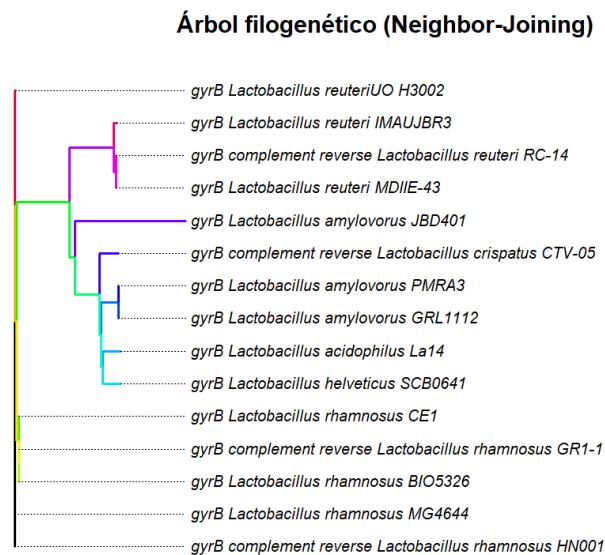 Árbol filogenético (Neighbor-Joining)
gyrB Lactobacillus reuteriUO H3002
gyrB Lactobacillus reuteri IMAUJBR3
gyrB complement reverse Lactobacillus reuteri RC-14
gyrB Lactobacillus reuteri MDIIE-43
gyrB Lactobacillus amylovorus JBD401
gyrB complement reverse Lactobacillus crispatus CTV-05
gyrB Lactobacillus amylovorus PMRA3
gyrB Lactobacillus amylovorus GRL1112
gyrB Lactobacillus acidophilus La14
gyrB Lactobacillus helveticus SCB0641
gyrB Lactobacillus rhamnosus CE1
gyrB complement reverse Lactobacillus rhamnosus GR1-1
gyrB Lactobacillus rhamnosus BIO5326
gyrB Lactobacillus rhamnosus MG4644
gyrB complement reverse Lactobacillus rhamnosus HN001